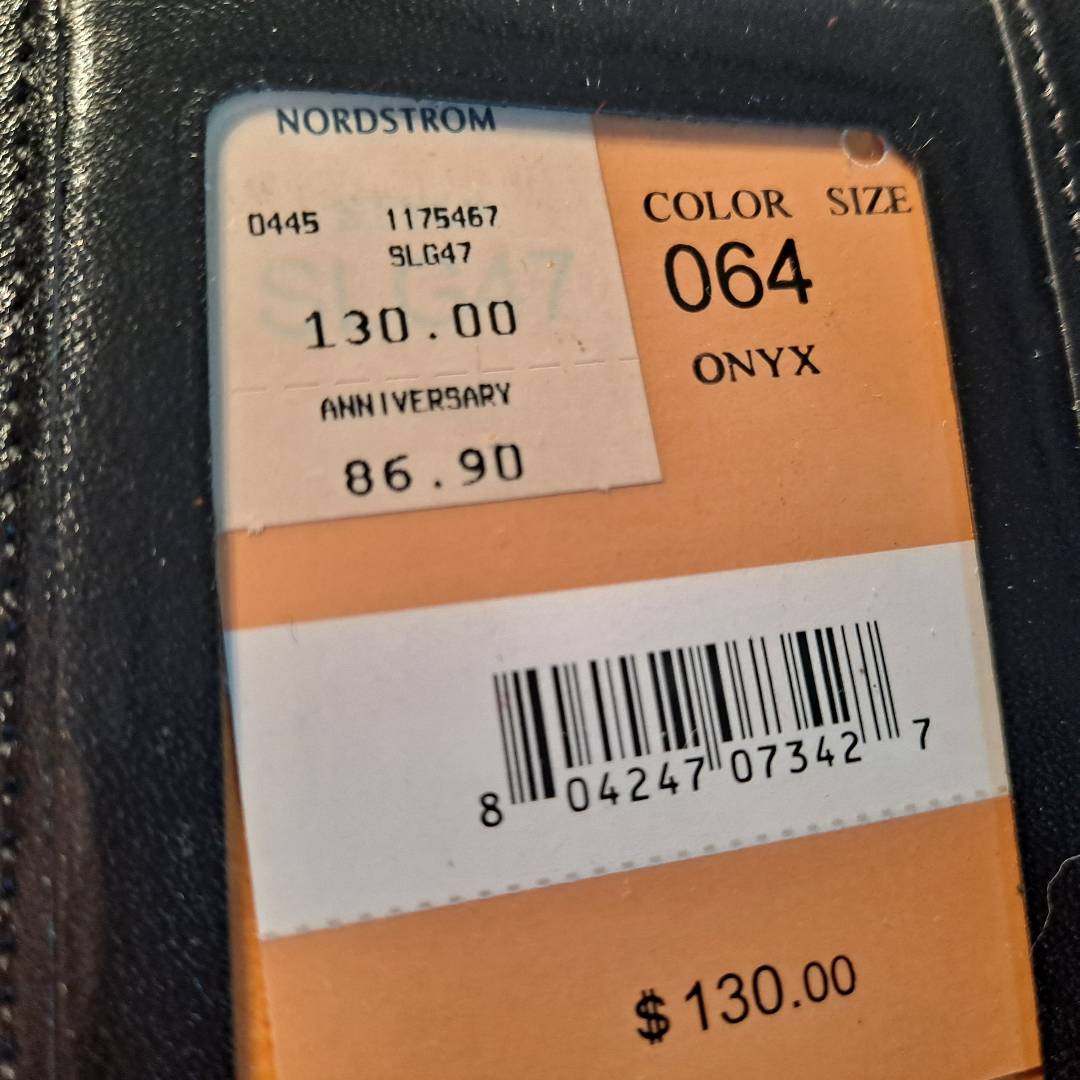 NORDSTROM
0445 1175467
SLG47
130.00
ANNIVERSARY
86.90
COLOR SIZE
064
ONYX
SLG47
8 04247 07342 7
$130.00